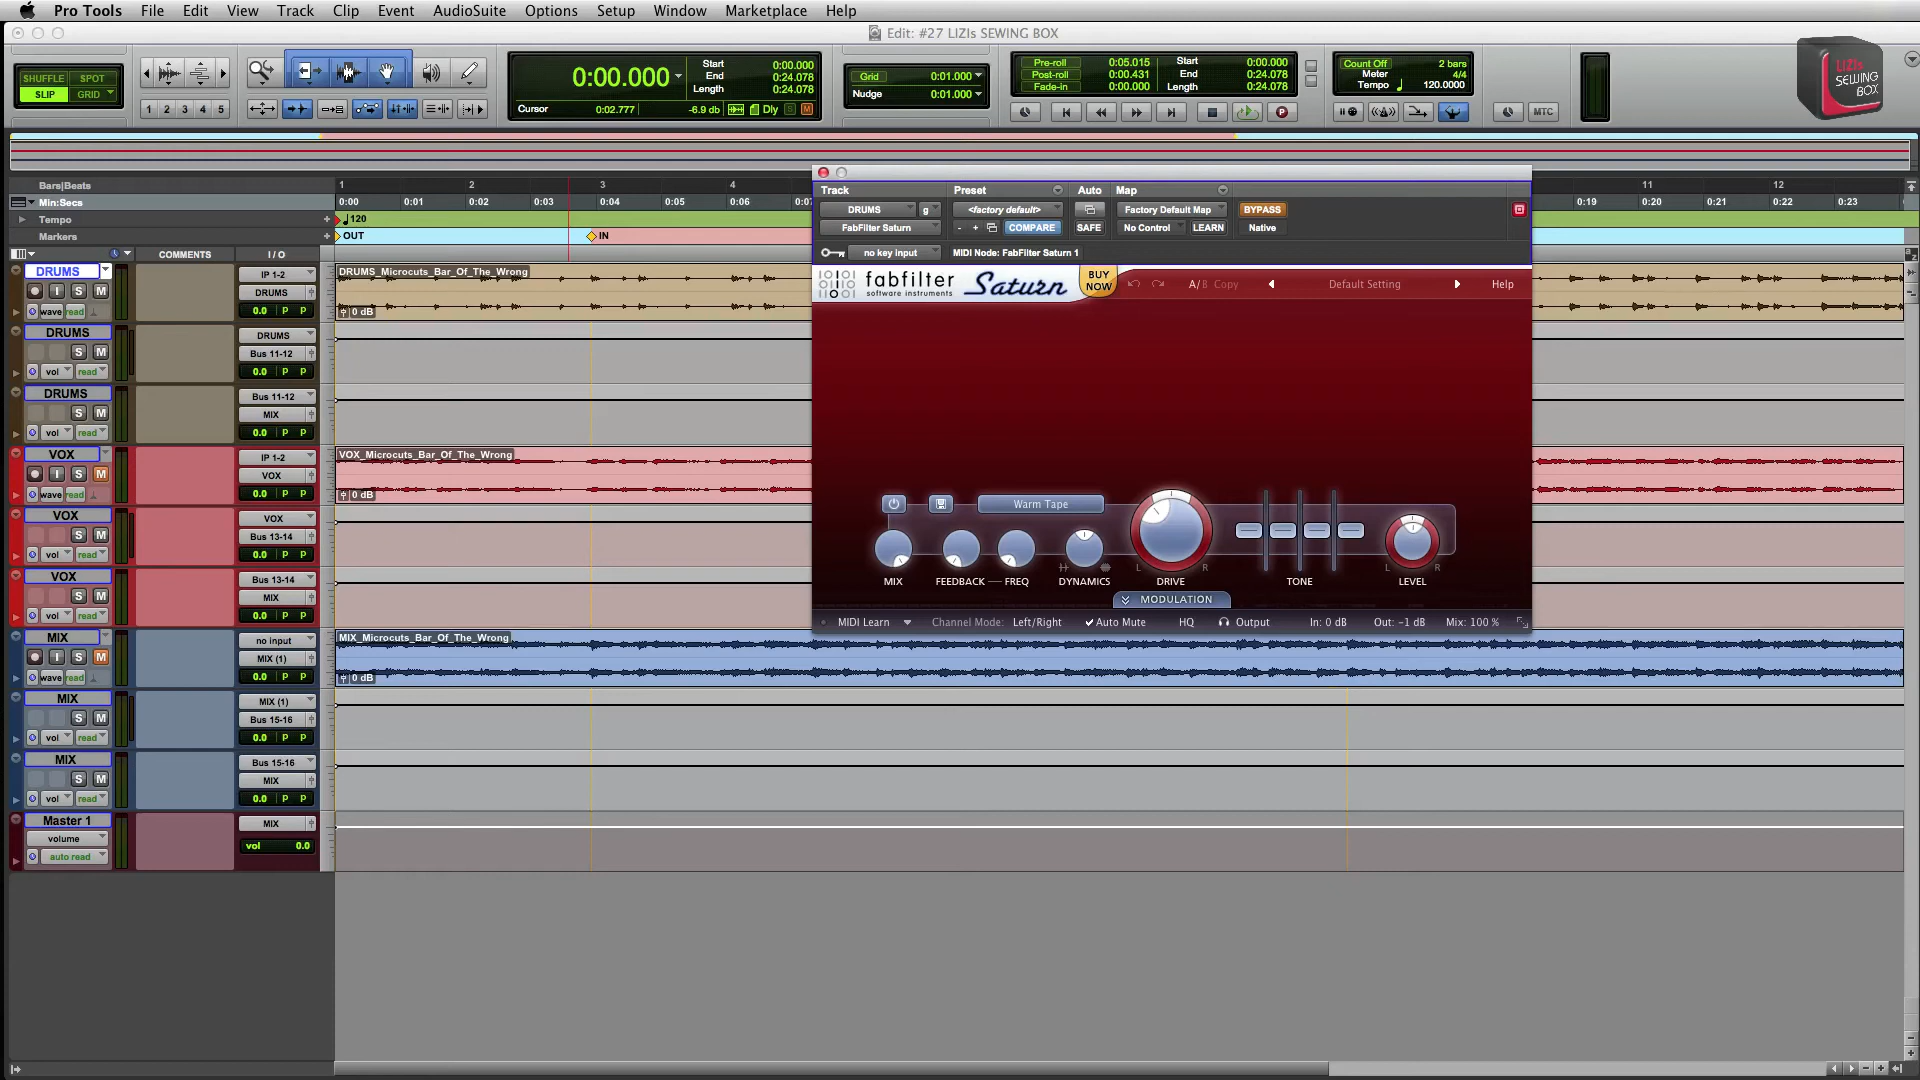 Pro Tools File Edit View Track Clip Event AudioSuite Options Setup Window Marketplace Help
Edit: #27 LIZIs SEWING BOX
SHUFFLE SPOT
SLIP GRID
1 2 3 4 5
0:00.000
Start 0:00.000
End 0:24.078
Length 0:24.078
Cursor 0:02.777 -6.9 db Dly S M
Grid 0:01.000
Nudge 0:01.000
Pre-roll 0:05.015
Post-roll 0:00.431
Fade-in 0:00.000
Start 0:00.000
End 0:24.078
Length 0:24.078
Count Off 2 bars
Meter 4/4
Tempo 120.0000
MTC
LIZIs
SEWING
BOX
Bars|Beats 1 2 3 4 11 12
Min:Secs 0:00 0:01 0:02 0:03 0:04 0:05 0:06 0:19 0:20 0:21 0:22 0:23
Tempo 120
Markers OUT IN
COMMENTS I / O
DRUMS IP 1-2 DRUMS_Microcuts_Bar_Of_The_Wrong
I S M DRUMS
wave read 0.0 P P 0 dB
DRUMS DRUMS
S M Bus 11-12
vol read 0.0 P P
DRUMS Bus 11-12
S M MIX
vol read 0.0 P P
VOX IP 1-2 VOX_Microcuts_Bar_Of_The_Wrong
I S M VOX
wave read 0.0 P P 0 dB
VOX VOX
S M Bus 13-14
vol read 0.0 P P
VOX Bus 13-14
S M MIX
vol read 0.0 P P
MIX no input MIX_Microcuts_Bar_Of_The_Wrong
I S M MIX (1)
wave read 0.0 P P 0 dB
MIX MIX (1)
S M Bus 15-16
vol read 0.0 P P
MIX Bus 15-16
S M MIX
vol read 0.0 P P
Master 1 MIX
volume vol 0.0
auto read
Track Preset Auto Map
DRUMS g <factory default> Factory Default Map BYPASS
FabFilter Saturn - + COMPARE SAFE No Control LEARN Native
no key input MIDI Node: FabFilter Saturn 1
fabfilter
software instruments
Saturn
BUY
NOW
A/B Copy Default Setting Help
Warm Tape
L R L R
MIX FEEDBACK FREQ DYNAMICS DRIVE TONE LEVEL
MODULATION
MIDI Learn Channel Mode: Left/Right Auto Mute HQ Output In: 0 dB Out: -1 dB Mix: 100 %